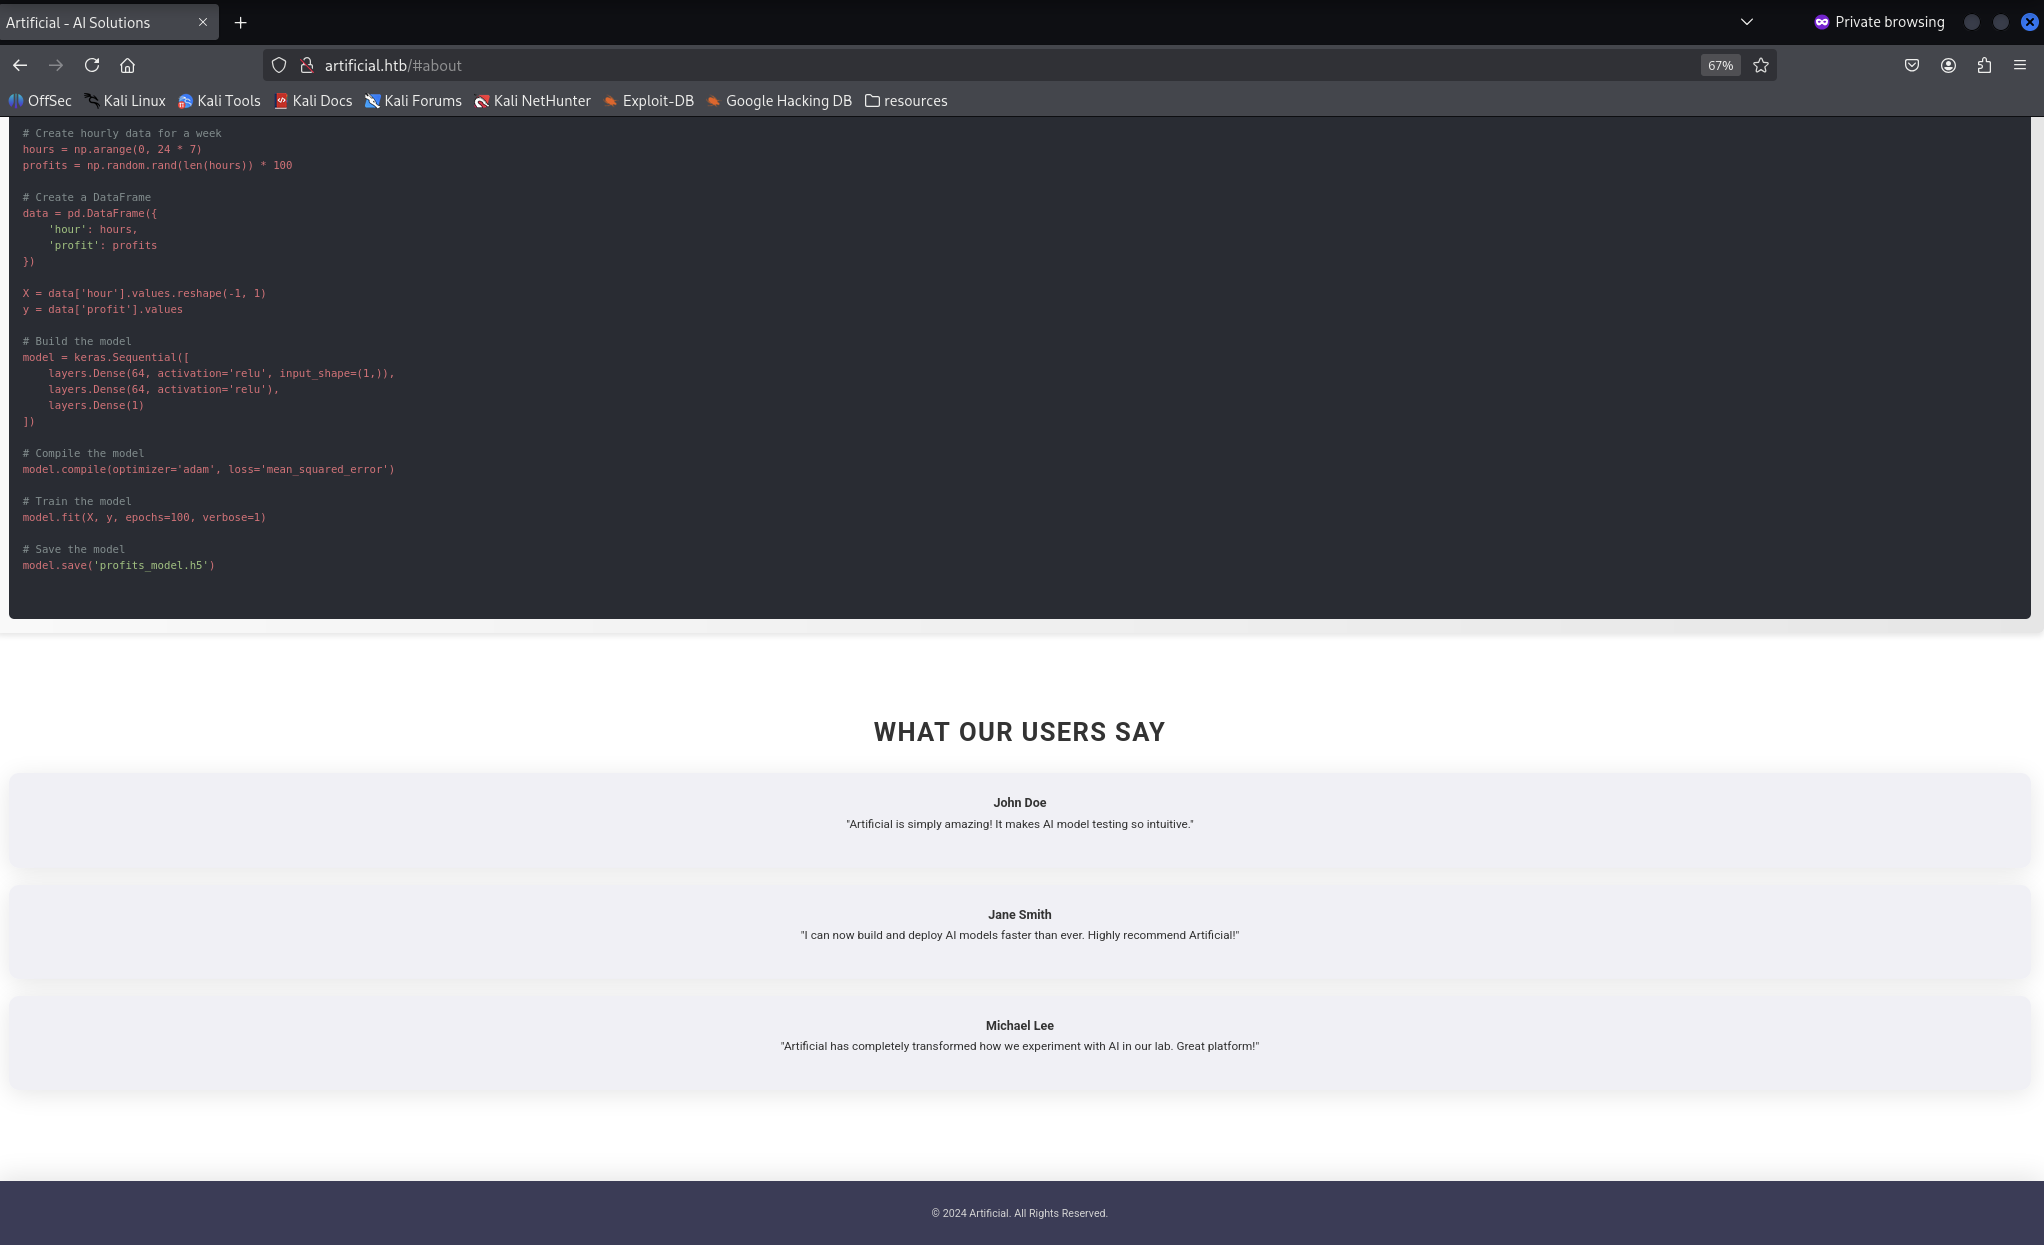 Artificial - AI Solutions
Private browsing
artificial.htb/#about
67%
OffSec Kali Linux Kali Tools Kali Docs Kali Forums Kali NetHunter Exploit-DB Google Hacking DB resources
# Create hourly data for a week
hours = np.arange(0, 24 * 7)
profits = np.random.rand(len(hours)) * 100
# Create a DataFrame
data = pd.DataFrame({
    'hour': hours,
    'profit': profits
})
X = data['hour'].values.reshape(-1, 1)
y = data['profit'].values
# Build the model
model = keras.Sequential([
    layers.Dense(64, activation='relu', input_shape=(1,)),
    layers.Dense(64, activation='relu'),
    layers.Dense(1)
])
# Compile the model
model.compile(optimizer='adam', loss='mean_squared_error')
# Train the model
model.fit(X, y, epochs=100, verbose=1)
# Save the model
model.save('profits_model.h5')
WHAT OUR USERS SAY
John Doe
"Artificial is simply amazing! It makes AI model testing so intuitive."
Jane Smith
"I can now build and deploy AI models faster than ever. Highly recommend Artificial!"
Michael Lee
"Artificial has completely transformed how we experiment with AI in our lab. Great platform!"
© 2024 Artificial. All Rights Reserved.